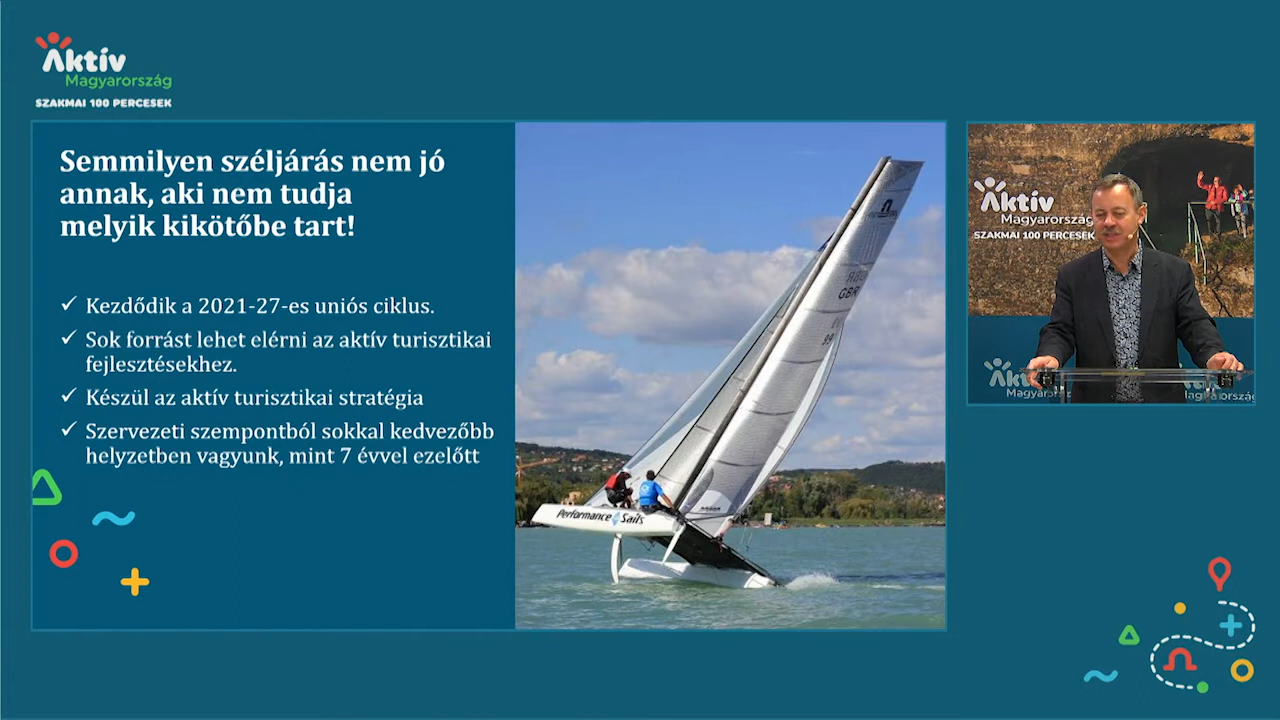 Aktív
Magyarország
SZAKMAI 100 PERCESEK
Semmilyen széljárás nem jó
annak, aki nem tudja
melyik kikötőbe tart!
✓ Kezdődik a 2021-27-es uniós ciklus.
✓ Sok forrást lehet elérni az aktív turisztikai
fejlesztésekhez.
✓ Készül az aktív turisztikai stratégia
✓ Szervezeti szempontból sokkal kedvezőbb
helyzetben vagyunk, mint 7 évvel ezelőtt
GBR
Performance Sails
Aktív
Magyarország
SZAKMAI 100 PERCESEK